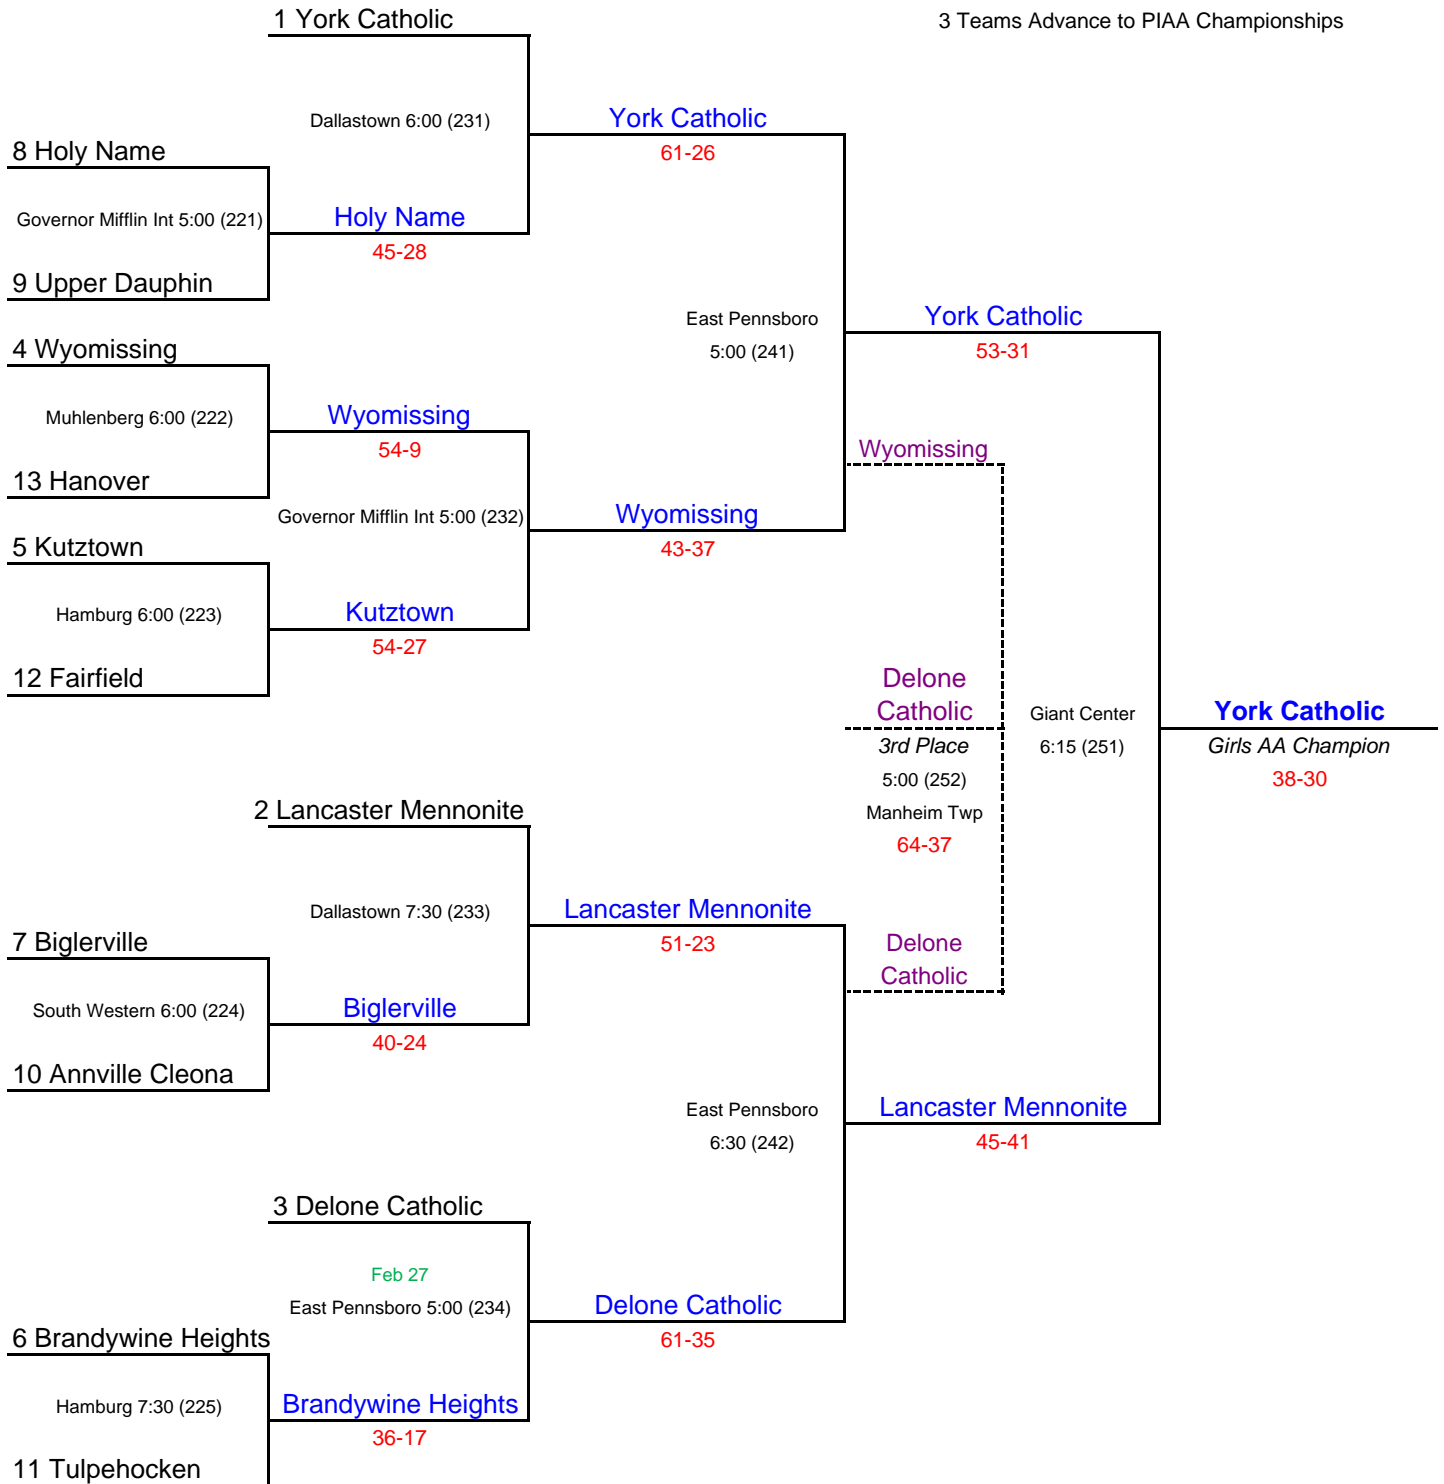 1 York Catholic
3 Teams Advance to PIAA Championships
Dallastown 6:00 (231)
York Catholic
61-26
8 Holy Name
Governor Mifflin Int 5:00 (221)
Holy Name
45-28
9 Upper Dauphin
East Pennsboro
5:00 (241)
York Catholic
53-31
4 Wyomissing
Muhlenberg 6:00 (222)
Wyomissing
54-9
Wyomissing
13 Hanover
Governor Mifflin Int 5:00 (232)
Wyomissing
43-37
5 Kutztown
Hamburg 6:00 (223)
Kutztown
54-27
12 Fairfield
Delone
Catholic
3rd Place
5:00 (252)
Manheim Twp
64-37
Giant Center
6:15 (251)
York Catholic
Girls AA Champion
38-30
2 Lancaster Mennonite
Dallastown 7:30 (233)
Lancaster Mennonite
51-23
7 Biglerville
Delone
Catholic
South Western 6:00 (224)
Biglerville
40-24
10 Annville Cleona
East Pennsboro
6:30 (242)
Lancaster Mennonite
45-41
3 Delone Catholic
Feb 27
East Pennsboro 5:00 (234)
Delone Catholic
61-35
6 Brandywine Heights
Hamburg 7:30 (225)
Brandywine Heights
36-17
11 Tulpehocken